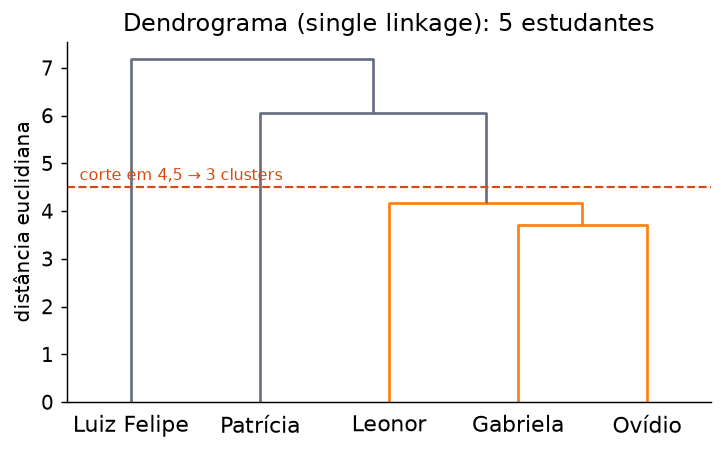 Dendrograma (single linkage): 5 estudantes
distância euclidiana
7
6
5
4
3
2
1
0
corte em 4,5 → 3 clusters
Luiz Felipe
Patrícia
Leonor
Gabriela
Ovídio